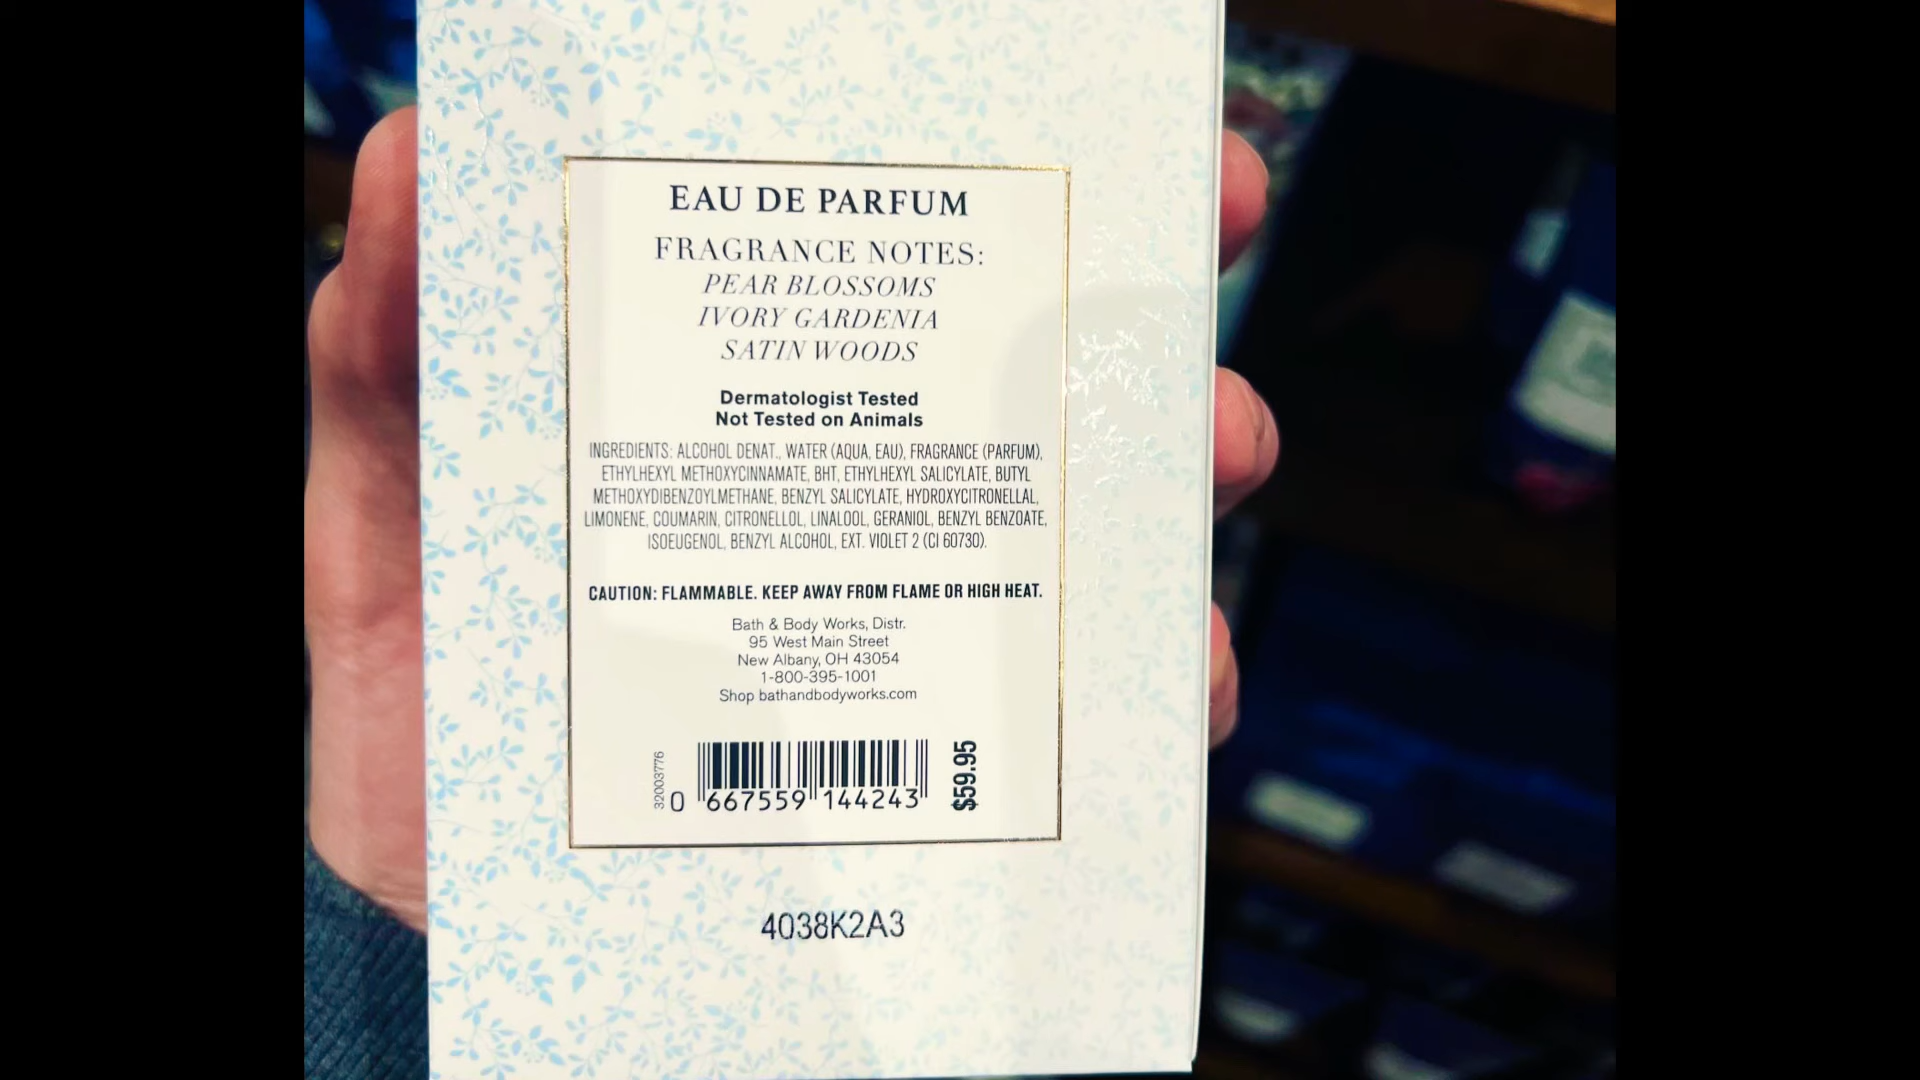 EAU DE PARFUM
FRAGRANCE NOTES:
PEAR BLOSSOMS
IVORY GARDENIA
SATIN WOODS
Dermatologist Tested
Not Tested on Animals
INGREDIENTS: ALCOHOL DENAT., WATER (AQUA, EAU), FRAGRANCE (PARFUM),
ETHYLHEXYL METHOXYCINNAMATE, BHT, ETHYLHEXYL SALICYLATE, BUTYL
METHOXYDIBENZOYLMETHANE, BENZYL SALICYLATE, HYDROXYCITRONELLAL,
LIMONENE, COUMARIN, CITRONELLOL, LINALOOL, GERANIOL, BENZYL BENZOATE,
ISOEUGENOL, BENZYL ALCOHOL, EXT. VIOLET 2 (CI 60730).
CAUTION: FLAMMABLE. KEEP AWAY FROM FLAME OR HIGH HEAT.
Bath & Body Works, Distr.
95 West Main Street
New Albany, OH 43054
1-800-395-1001
Shop bathandbodyworks.com
32003776
0 667559 144243
$59.95
4038K2A3